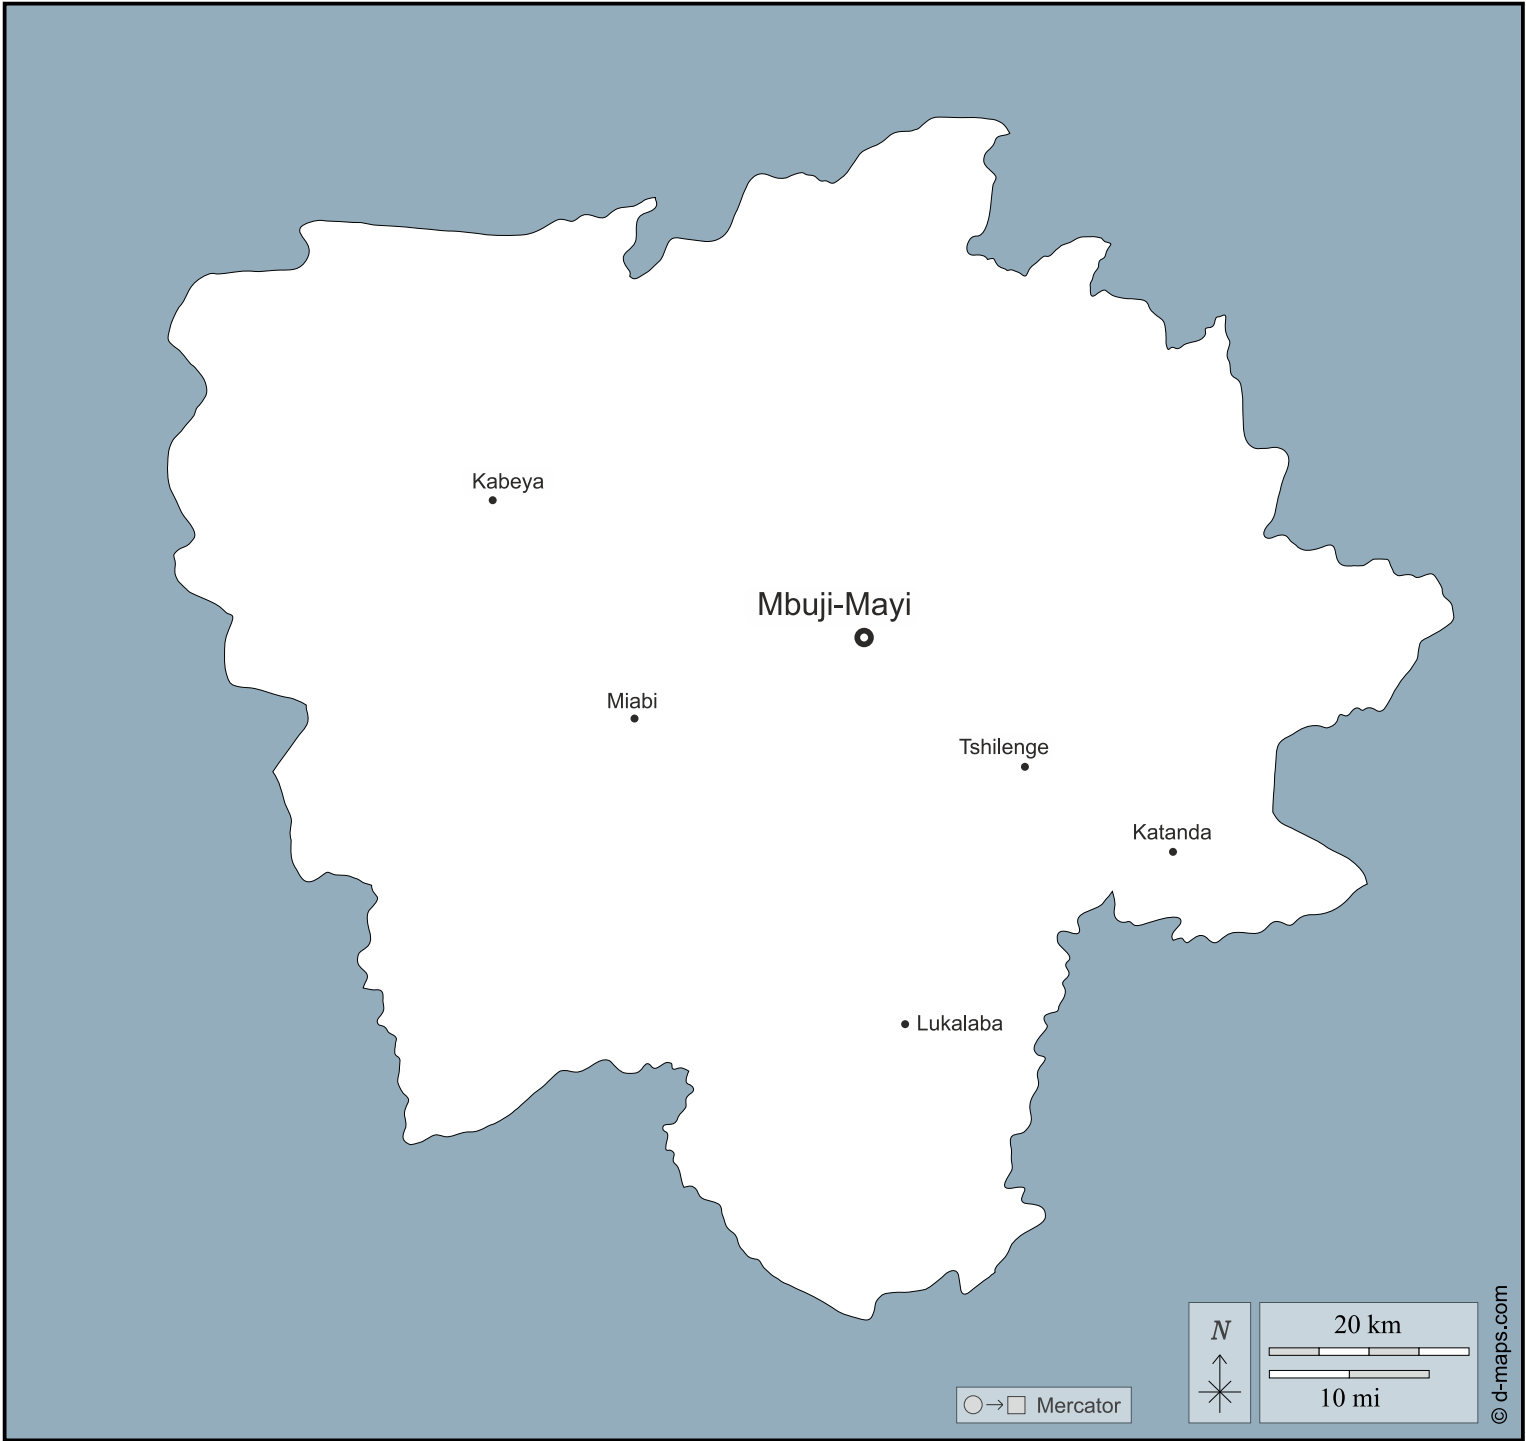 Kabeya
Mbuji-Mayi
Miabi
Tshilenge
Katanda
Lukalaba
N
20 km
10 mi
Mercator
© d-maps.com